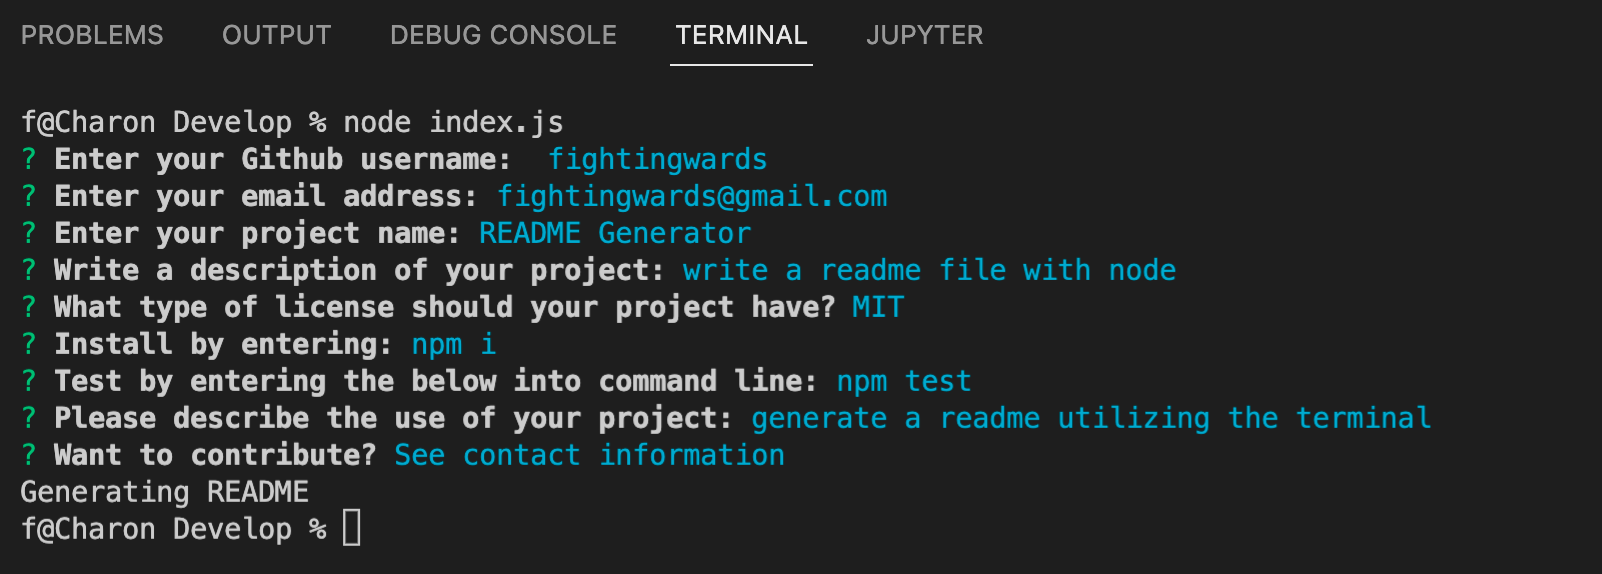 PROBLEMS OUTPUT DEBUG CONSOLE TERMINAL JUPYTER
f@Charon Develop % node index.js
? Enter your Github username:  fightingwards
? Enter your email address: fightingwards@gmail.com
? Enter your project name: README Generator
? Write a description of your project: write a readme file with node
? What type of license should your project have? MIT
? Install by entering: npm i
? Test by entering the below into command line: npm test
? Please describe the use of your project: generate a readme utilizing the terminal
? Want to contribute? See contact information
Generating README
f@Charon Develop %